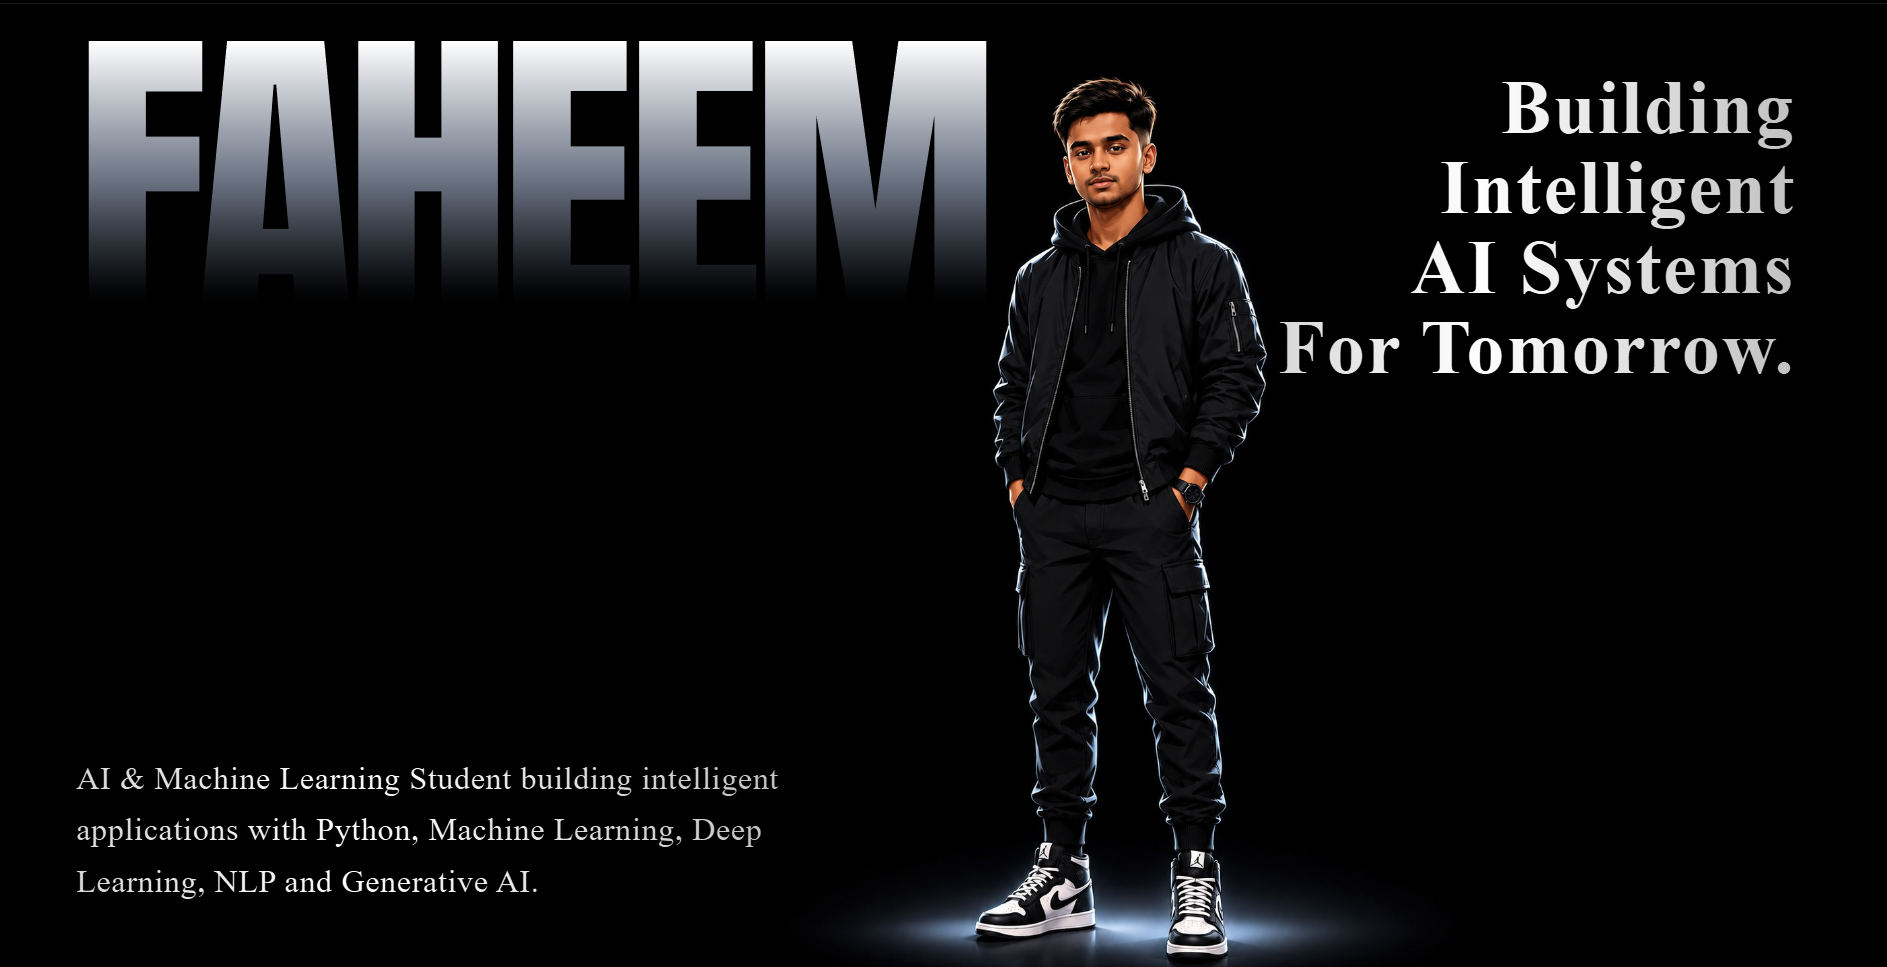 FAHEEM
Building
Intelligent
AI Systems
For Tomorrow.
AI & Machine Learning Student building intelligent
applications with Python, Machine Learning, Deep
Learning, NLP and Generative AI.